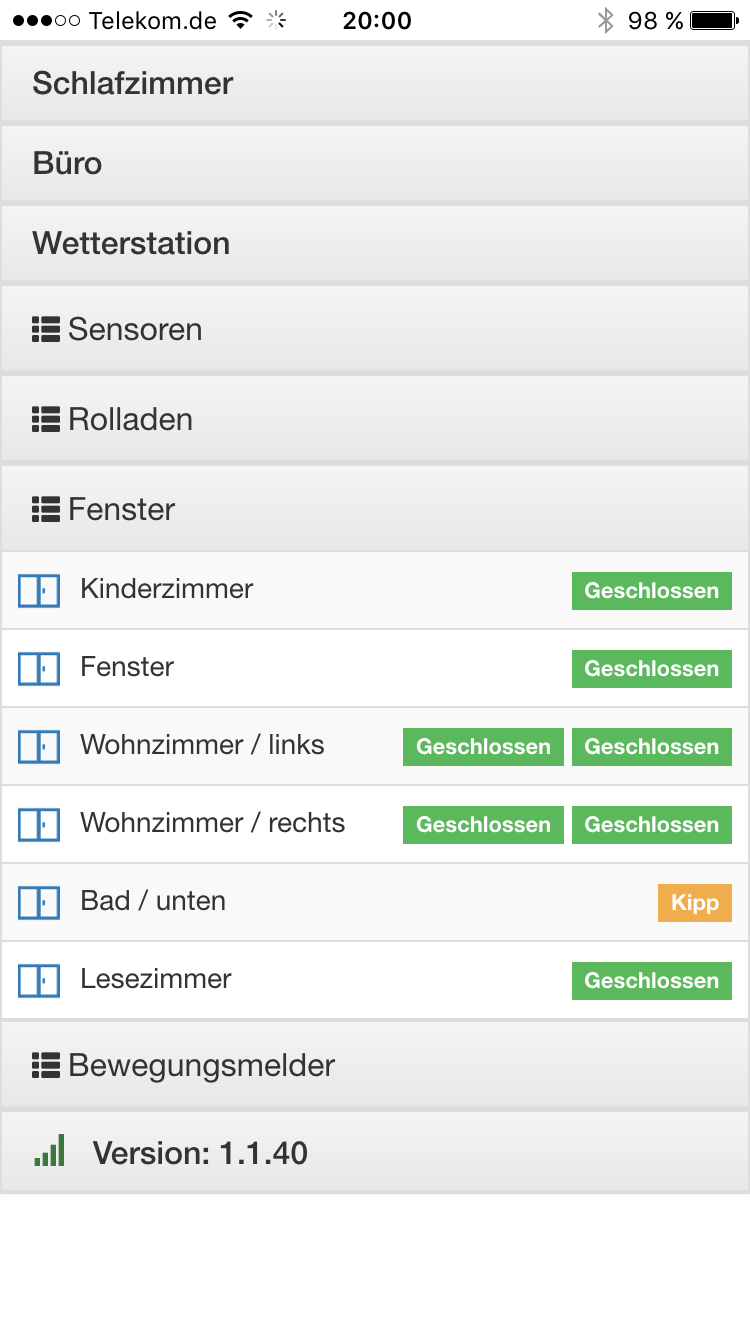 Telekom.de 20:00 98 %
Schlafzimmer
Büro
Wetterstation
Sensoren
Rolladen
Fenster
Kinderzimmer Geschlossen
Fenster Geschlossen
Wohnzimmer / links Geschlossen Geschlossen
Wohnzimmer / rechts Geschlossen Geschlossen
Bad / unten Kipp
Lesezimmer Geschlossen
Bewegungsmelder
Version: 1.1.40